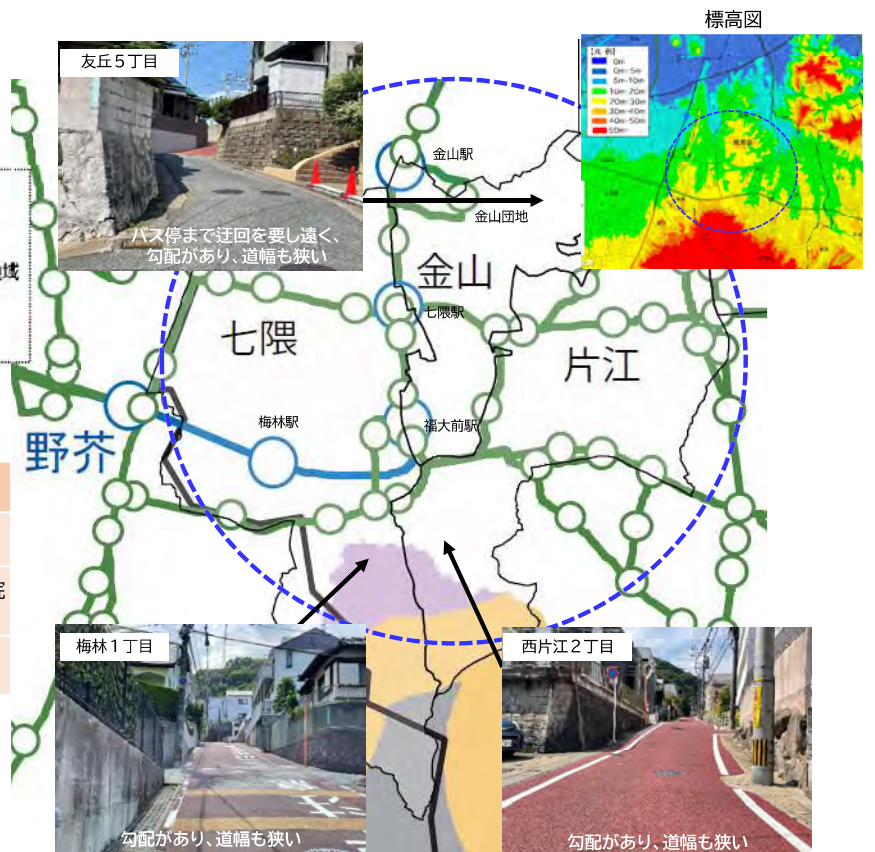 標高図
友丘５丁目
バス停まで迂回を要し遠く、
勾配があり、道幅も狭い
【凡例】
0m
0m-5m
5m-10m
10m-20m
20m-30m
30m-40m
40m-50m
50m-
金山駅
金山団地
金山
七隈駅
七隈
片江
域
梅林駅
福大前駅
野芥
院
梅林１丁目
勾配があり、道幅も狭い
西片江２丁目
勾配があり、道幅も狭い